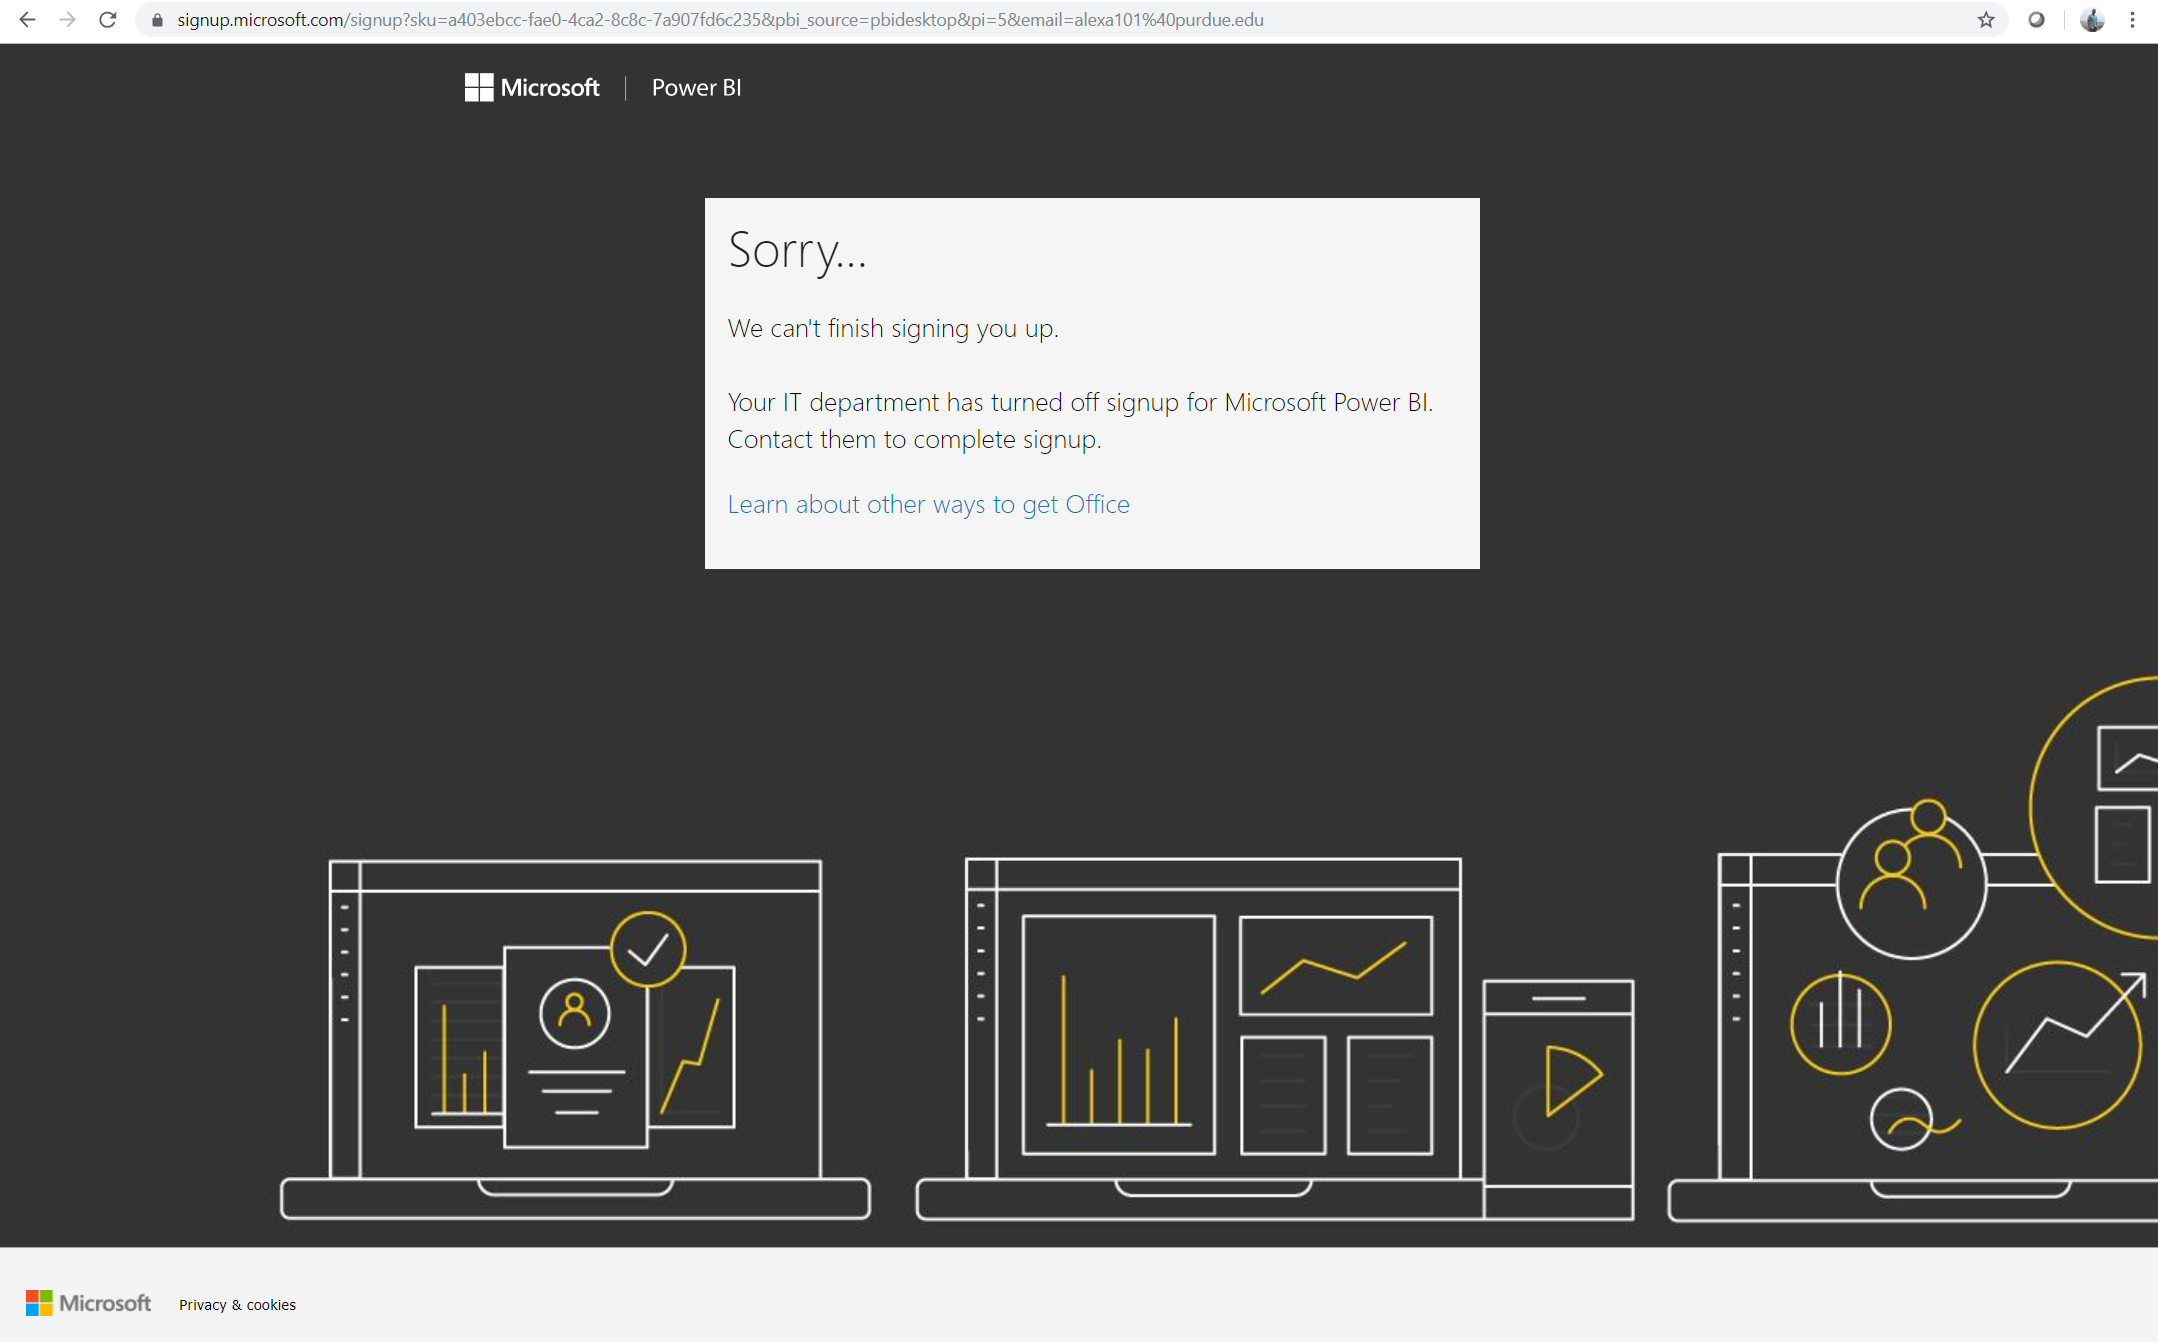 signup.microsoft.com/signup?sku=a403ebcc-fae0-4ca2-8c8c-7a907fd6c235&pbi_source=pbidesktop&pi=5&email=alexa101%40purdue.edu
Microsoft | Power BI
Sorry...
We can't finish signing you up.
Your IT department has turned off signup for Microsoft Power BI.
Contact them to complete signup.
Learn about other ways to get Office
Microsoft Privacy & cookies